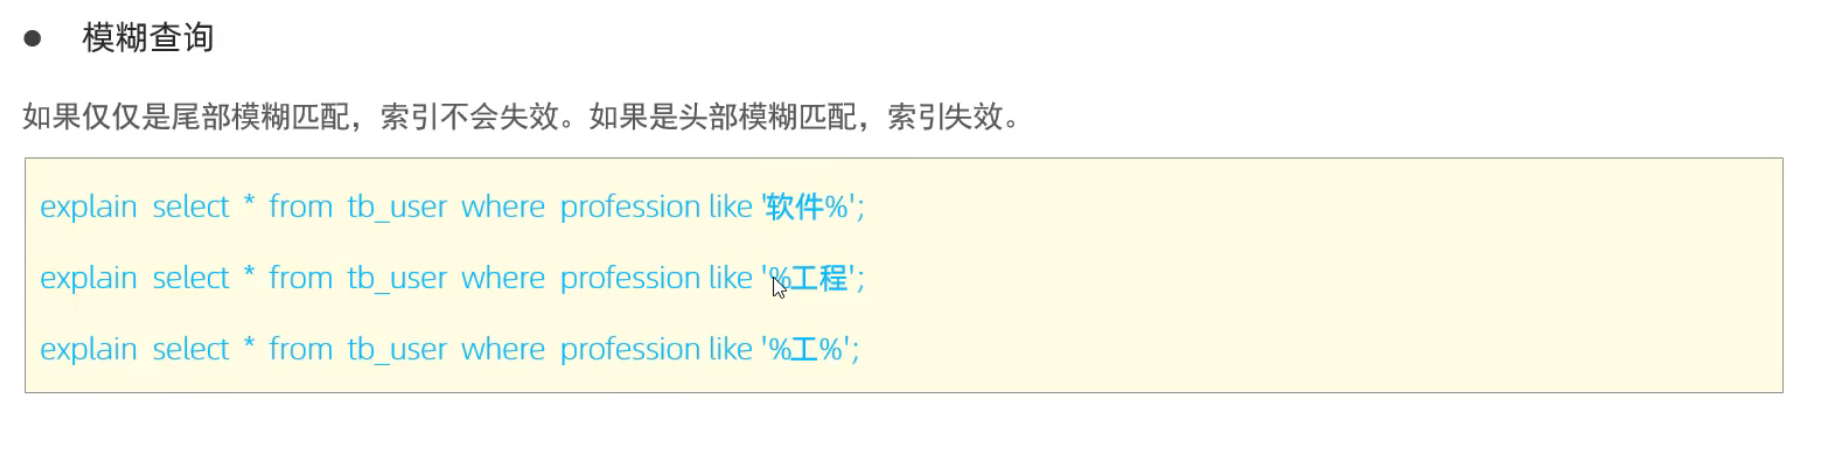 ● 模糊查询
如果仅仅是尾部模糊匹配，索引不会失效。如果是头部模糊匹配，索引失效。
explain select * from tb_user where profession like '软件%';
explain select * from tb_user where profession like '%工程';
explain select * from tb_user where profession like '%工%';